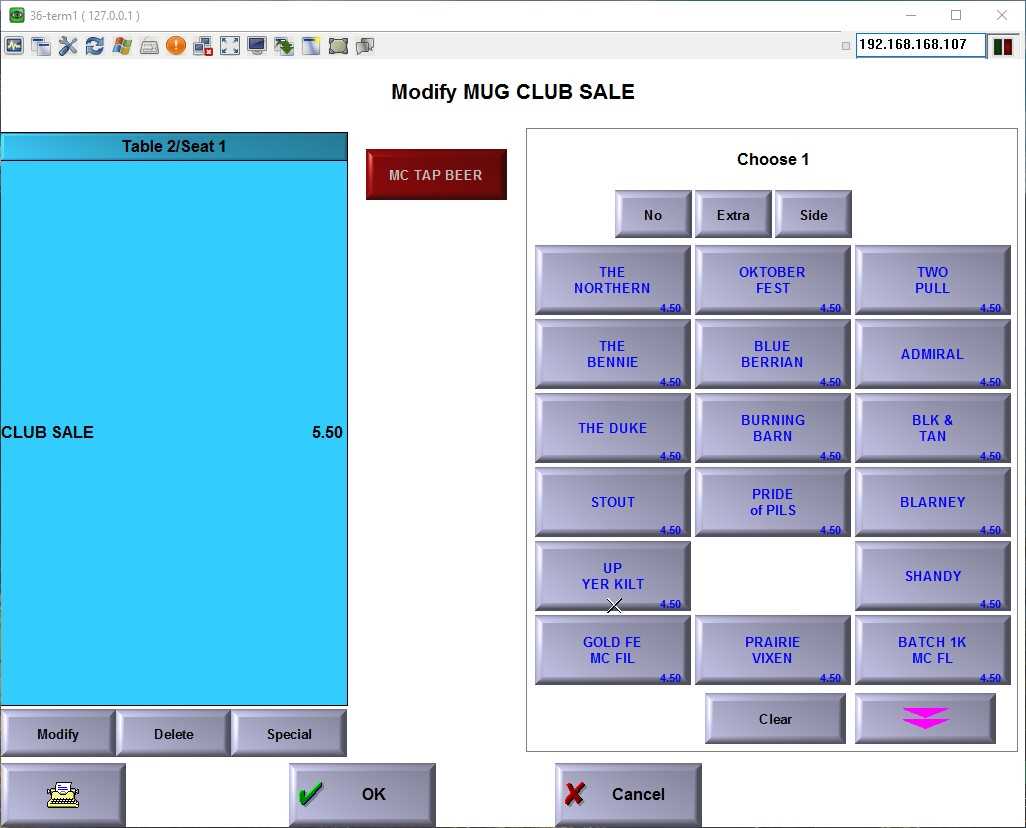 36-term1 ( 127.0.0.1 )
192.168.168.107
Modify MUG CLUB SALE
Table 2/Seat 1
CLUB SALE 5.50
MC TAP BEER
Choose 1
No Extra Side
THE
NORTHERN
4.50
OKTOBER
FEST
4.50
TWO
PULL
4.50
THE
BENNIE
4.50
BLUE
BERRIAN
4.50
ADMIRAL
4.50
THE DUKE
4.50
BURNING
BARN
4.50
BLK &
TAN
4.50
STOUT
4.50
PRIDE
of PILS
4.50
BLARNEY
4.50
UP
YER KILT
4.50
SHANDY
4.50
GOLD FE
MC FIL
4.50
PRAIRIE
VIXEN
4.50
BATCH 1K
MC FL
4.50
Clear
Modify Delete Special
OK Cancel